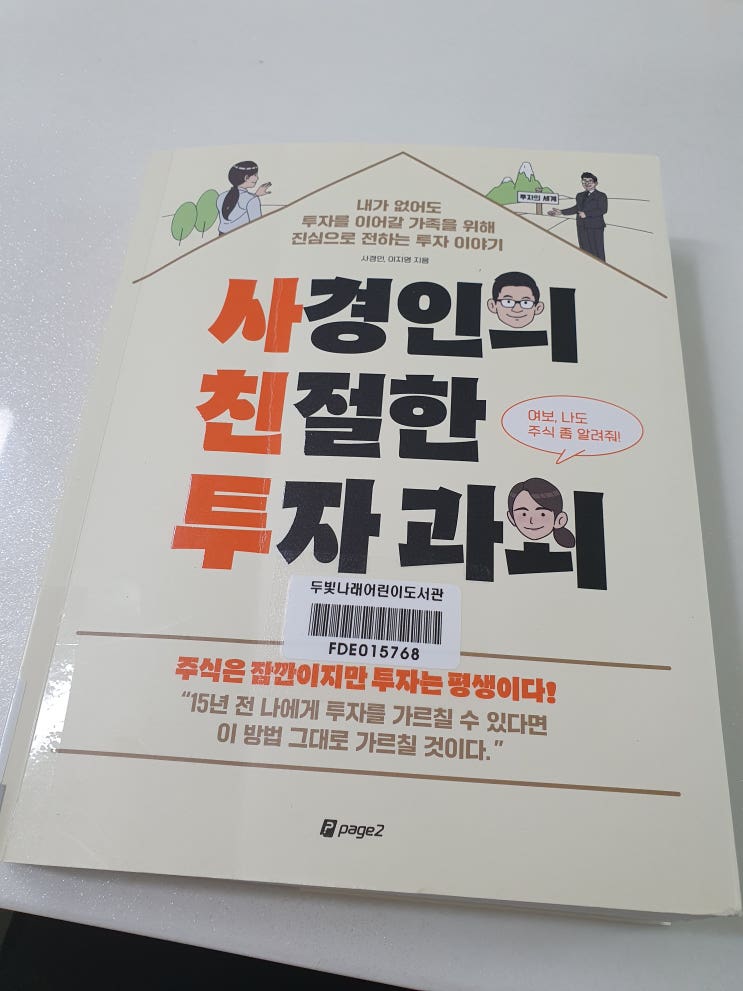 내가 없어도
투자를 이어갈 가족을 위해
진심으로 전하는 투자 이야기
투자의 세계
사경인, 이지영 지음
사경인의
친절한
투자 과외
여보, 나도
주식 좀 알려줘!
두빛나래어린이도서관
FDE015768
주식은 잠깐이지만 투자는 평생이다!
“15년 전 나에게 투자를 가르칠 수 있다면
이 방법 그대로 가르칠 것이다.”
page2